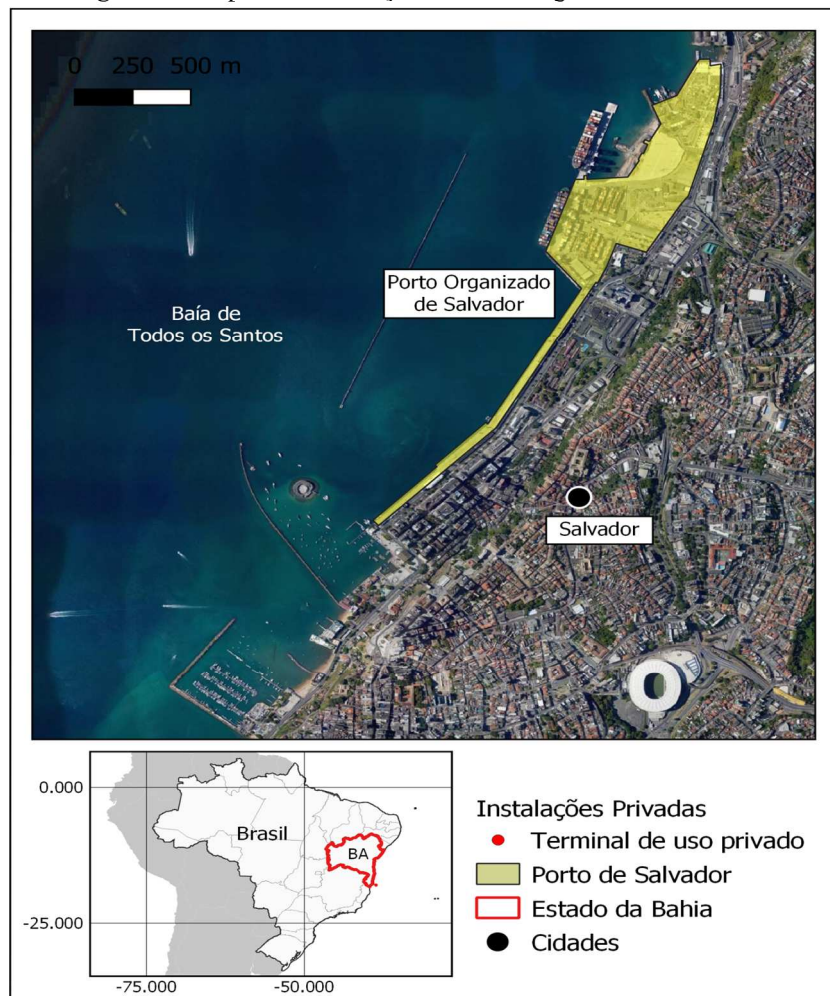 0 250 500 m
Porto Organizado
de Salvador
Baía de
Todos os Santos
Salvador
0.000
-25.000
-75.000
-50.000
Brasil
BA
Instalações Privadas
Terminal de uso privado
Porto de Salvador
Estado da Bahia
Cidades